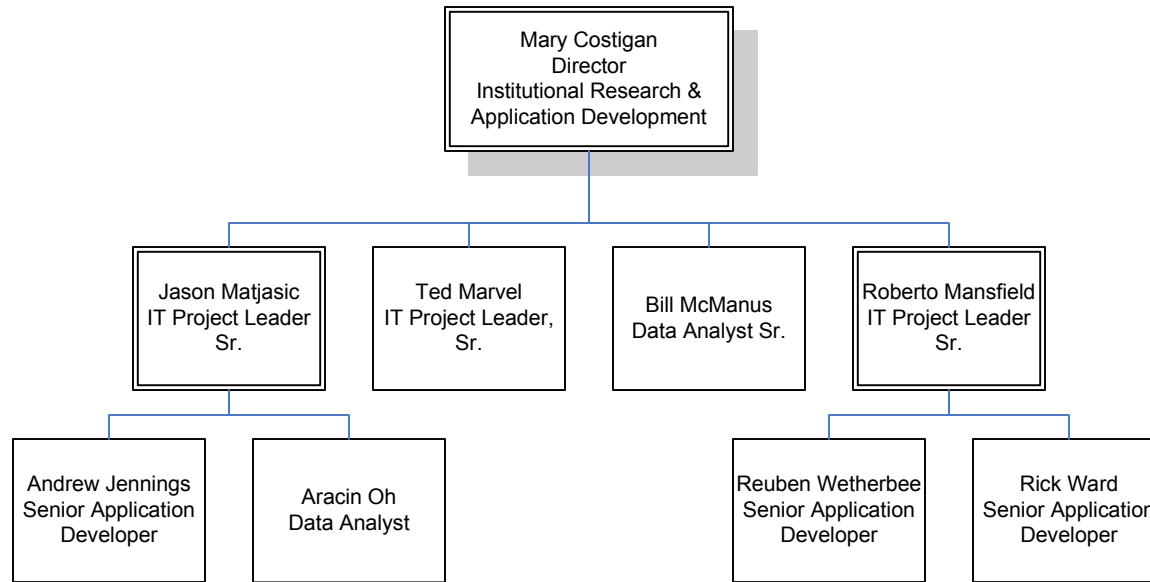 Mary Costigan
Director
Institutional Research &
Application Development
Jason Matjasic
IT Project Leader
Sr.
Ted Marvel
IT Project Leader,
Sr.
Bill McManus
Data Analyst Sr.
Roberto Mansfield
IT Project Leader
Sr.
Andrew Jennings
Senior Application
Developer
Aracin Oh
Data Analyst
Reuben Wetherbee
Senior Application
Developer
Rick Ward
Senior Application
Developer